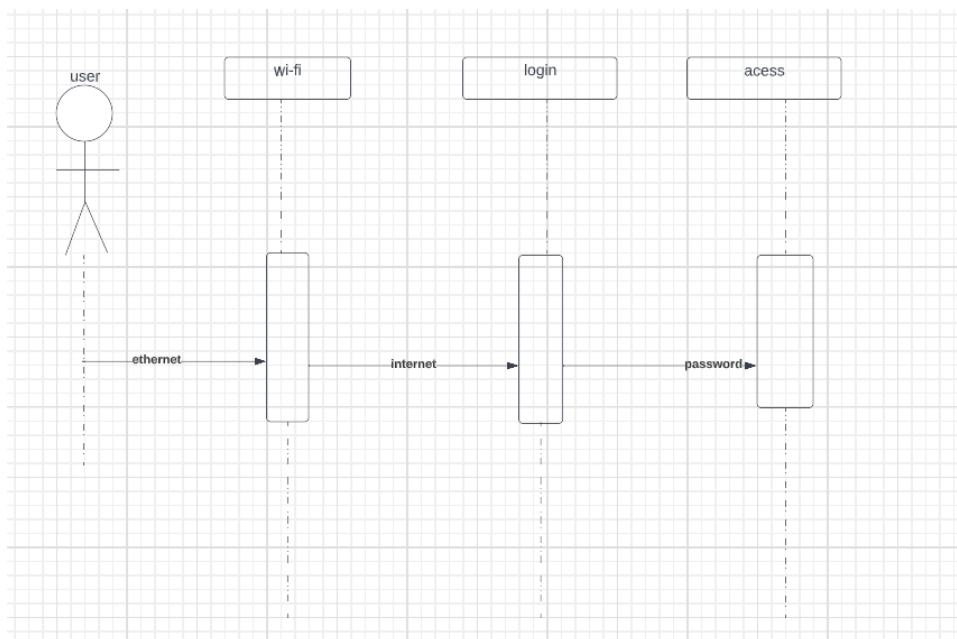 user
wi-fi
login
acess
ethernet
internet
password